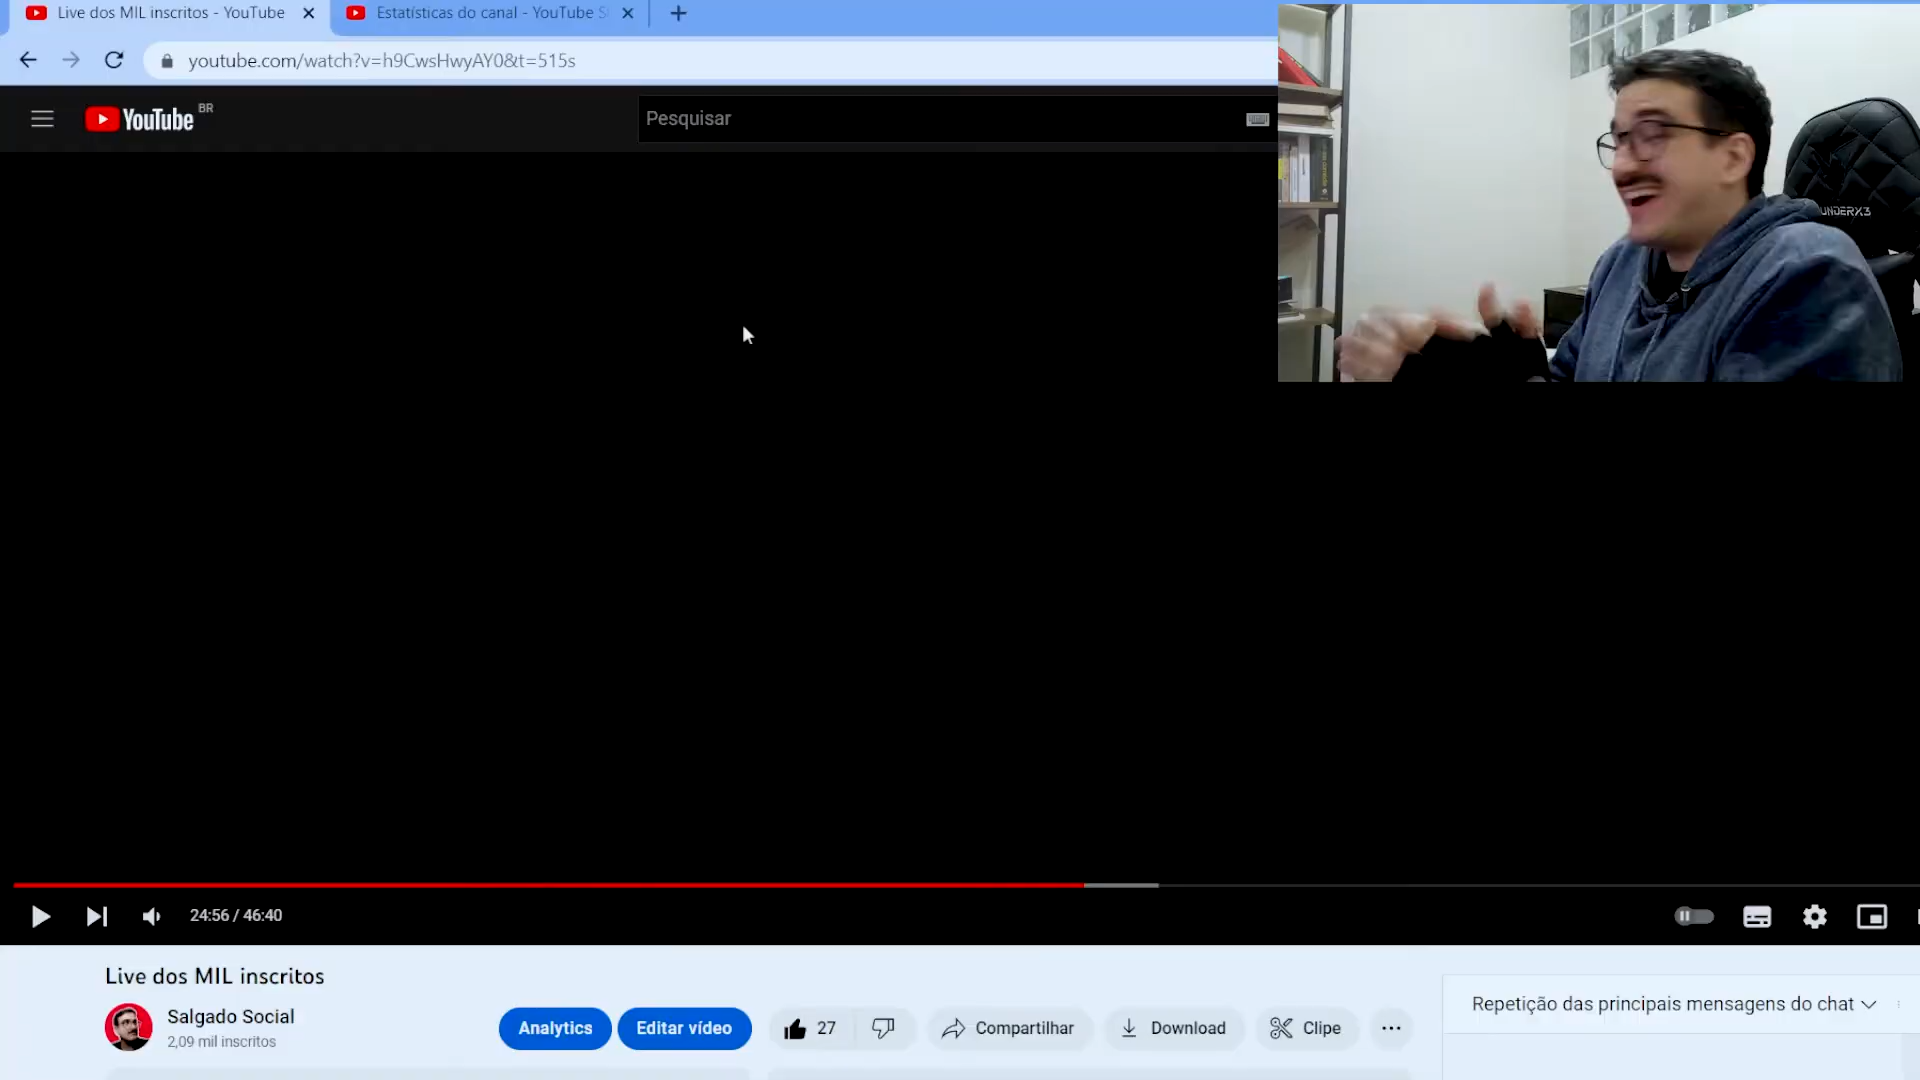 Live dos MIL inscritos - YouTube
Estatísticas do canal - YouTube S
youtube.com/watch?v=h9CwsHwyAY0&t=515s
YouTube BR
Pesquisar
UNDERX3
24:56 / 46:40
Live dos MIL inscritos
Salgado Social
2,09 mil inscritos
Analytics
Editar vídeo
27
Compartilhar
Download
Clipe
Repetição das principais mensagens do chat